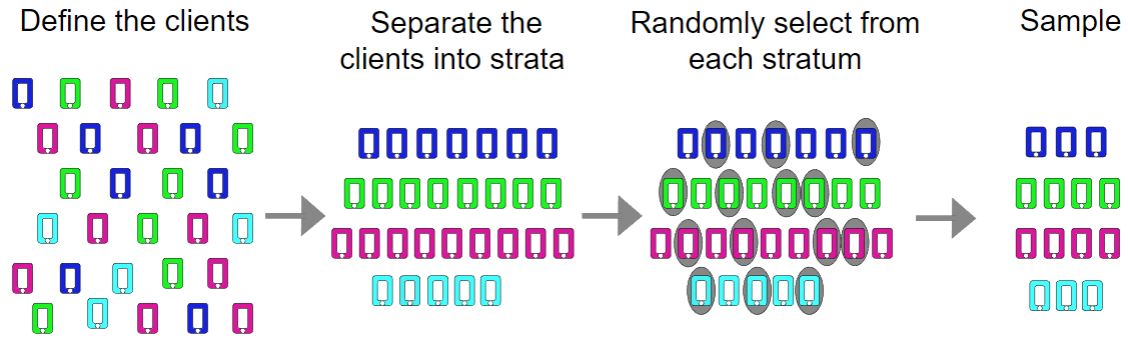 Define the clients
Separate the
clients into strata
Randomly select from
each stratum
Sample